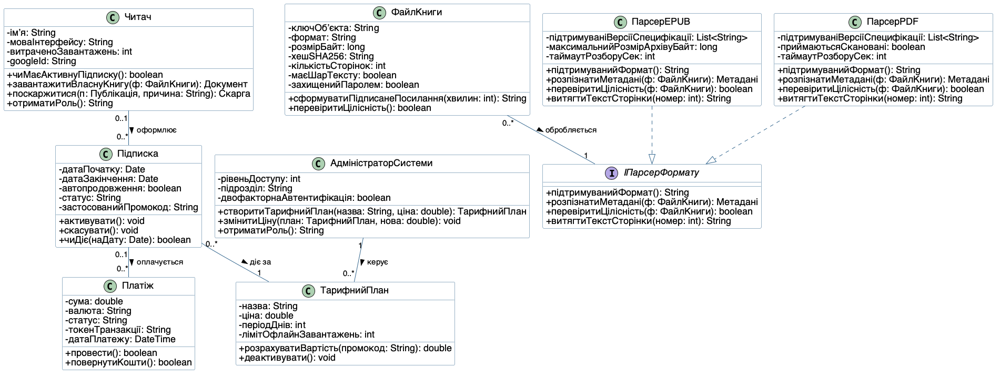 C Читач
-ім’я: String
-моваІнтерфейсу: String
-витраченоЗавантажень: int
-googleId: String
+чиМаєАктивнуПідписку(): boolean
+завантажитиВласнуКнигу(ф: ФайлКниги): Документ
+поскаржитися(п: Публікація, причина: String): Скарга
+отриматиРоль(): String
C ФайлКниги
-ключОб’єкта: String
-формат: String
-розмірБайт: long
-хешSHA256: String
-кількістьСторінок: int
-маєШарТексту: boolean
-захищенийПаролем: boolean
+сформуватиПідписанеПосилання(хвилин: int): String
+перевіритиЦілісність(): boolean
C ПарсерEPUB
-підтримуваніВерсіїСпецифікації: List<String>
-максимальнийРозмірАрхівуБайт: long
-таймаутРозборуСек: int
+підтримуванийФормат(): String
+розпізнатиМетадані(ф: ФайлКниги): Метадані
+перевіритиЦілісність(ф: ФайлКниги): boolean
+витягтиТекстСторінки(номер: int): String
C ПарсерPDF
-підтримуваніВерсіїСпецифікації: List<String>
-приймаютьсяСкановані: boolean
-таймаутРозборуСек: int
+підтримуванийФормат(): String
+розпізнатиМетадані(ф: ФайлКниги): Метадані
+перевіритиЦілісність(ф: ФайлКниги): boolean
+витягтиТекстСторінки(номер: int): String
0..1
оформлює
0..*
0..*
обробляється
1
C Підписка
-датаПочатку: Date
-датаЗакінчення: Date
-автопродовження: boolean
-статус: String
-застосованийПромокод: String
+активувати(): void
+скасувати(): void
+чиДіє(наДату: Date): boolean
C АдміністраторСистеми
-рівеньДоступу: int
-підрозділ: String
-двофакторнаАвтентифікація: boolean
+створитиТарифнийПлан(назва: String, ціна: double): ТарифнийПлан
+змінитиЦіну(план: ТарифнийПлан, нова: double): void
+отриматиРоль(): String
I ІПарсерФормату
+підтримуванийФормат(): String
+розпізнатиМетадані(ф: ФайлКниги): Метадані
+перевіритиЦілісність(ф: ФайлКниги): boolean
+витягтиТекстСторінки(номер: int): String
0..1
оплачується
0..*
0..*
діє за
1
1
керує
0..*
C Платіж
-сума: double
-валюта: String
-статус: String
-токенТранзакції: String
-датаПлатежу: DateTime
+провести(): boolean
+повернутиКошти(): boolean
C ТарифнийПлан
-назва: String
-ціна: double
-періодДнів: int
-лімітОфлайнЗавантажень: int
+розрахуватиВартість(промокод: String): double
+деактивувати(): void